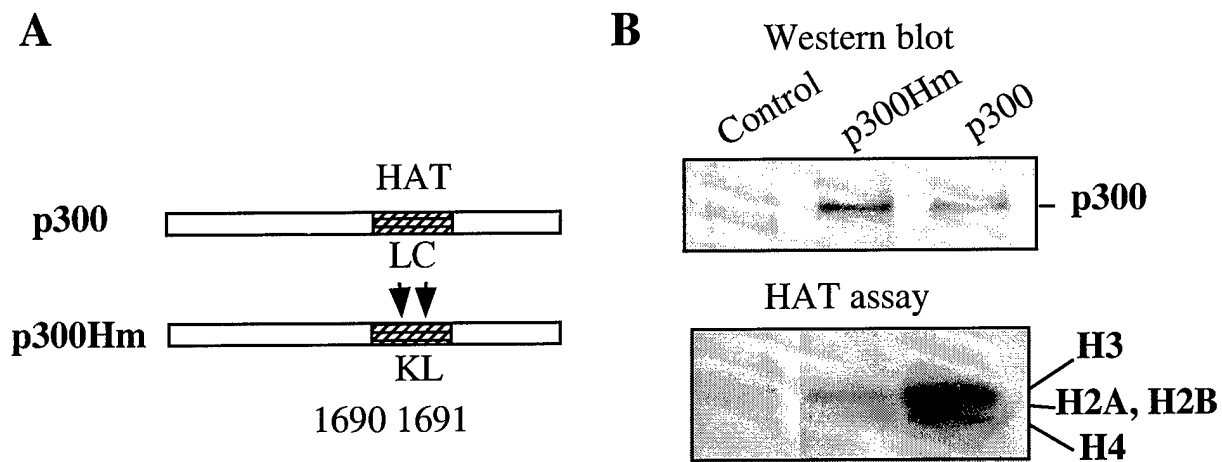 A
HAT
p300
LC
p300Hm
KL
1690 1691
B
Western blot
Control
p300Hm
p300
p300
HAT assay
H3
H2A, H2B
H4